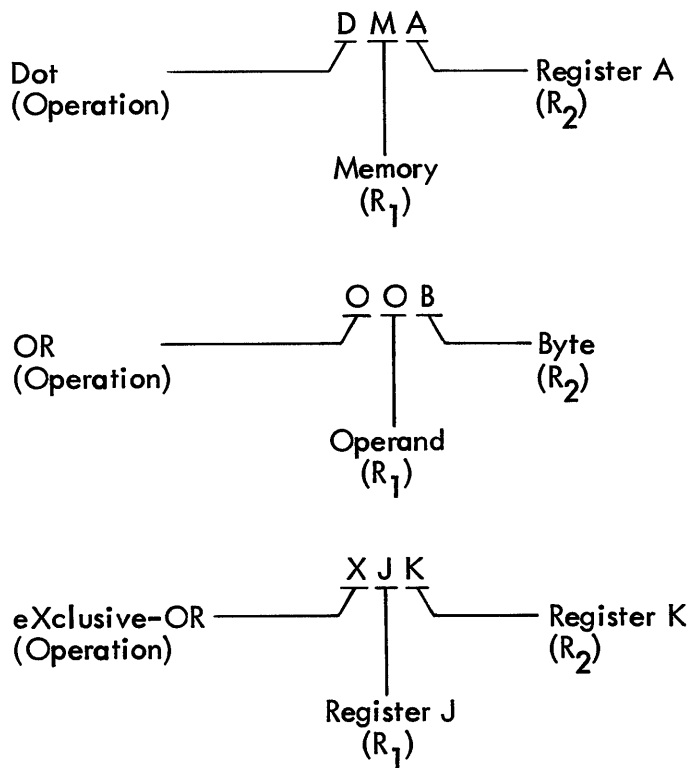 D M A
Dot
(Operation)
Register A
(R2)
Memory
(R1)
O O B
OR
(Operation)
Byte
(R2)
Operand
(R1)
X J K
eXclusive-OR
(Operation)
Register K
(R2)
Register J
(R1)